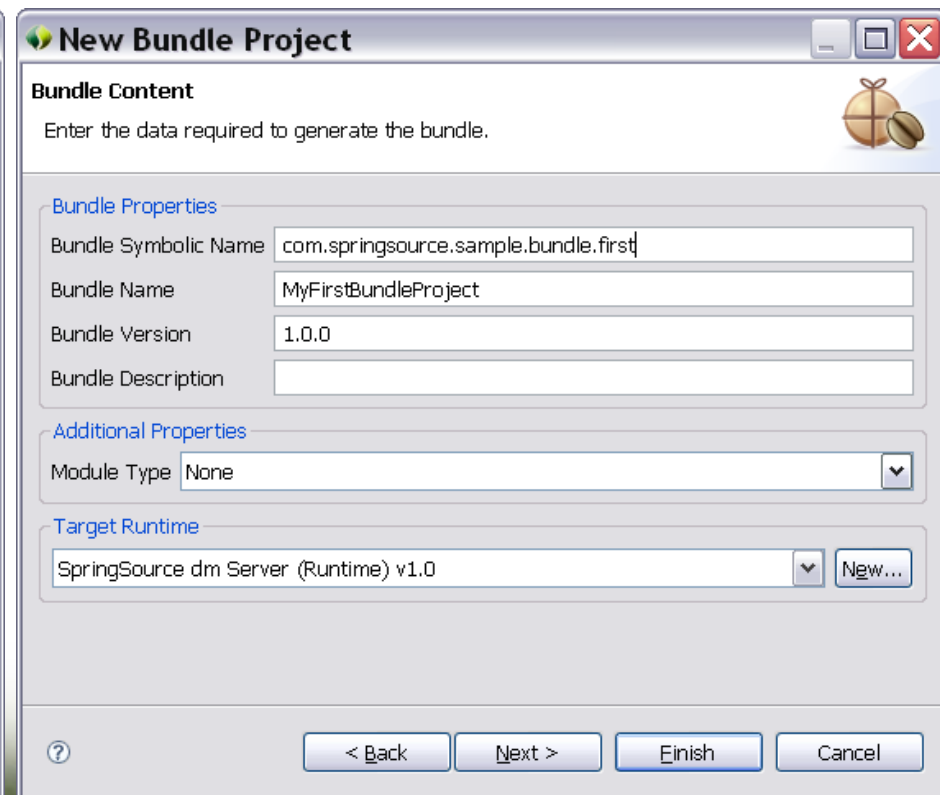 New Bundle Project
Bundle Content
Enter the data required to generate the bundle.
Bundle Properties
Bundle Symbolic Name com.springsource.sample.bundle.first
Bundle Name MyFirstBundleProject
Bundle Version 1.0.0
Bundle Description
Additional Properties
Module Type None
Target Runtime
SpringSource dm Server (Runtime) v1.0 New...
? < Back Next > Finish Cancel